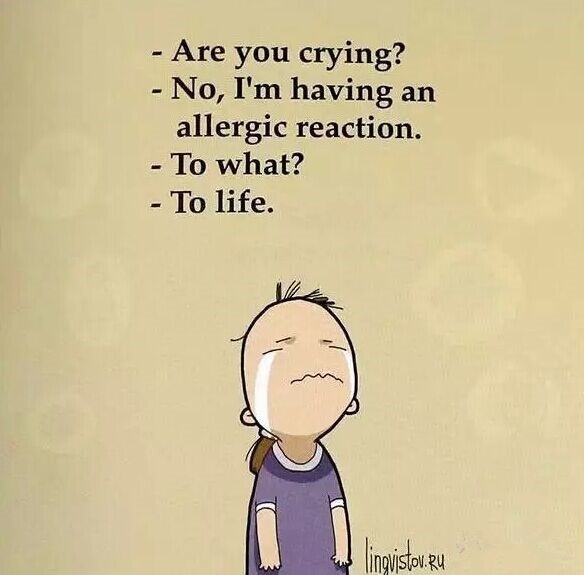 - Are you crying?
- No, I'm having an
allergic reaction.
- To what?
- To life.
lingvistov.ru